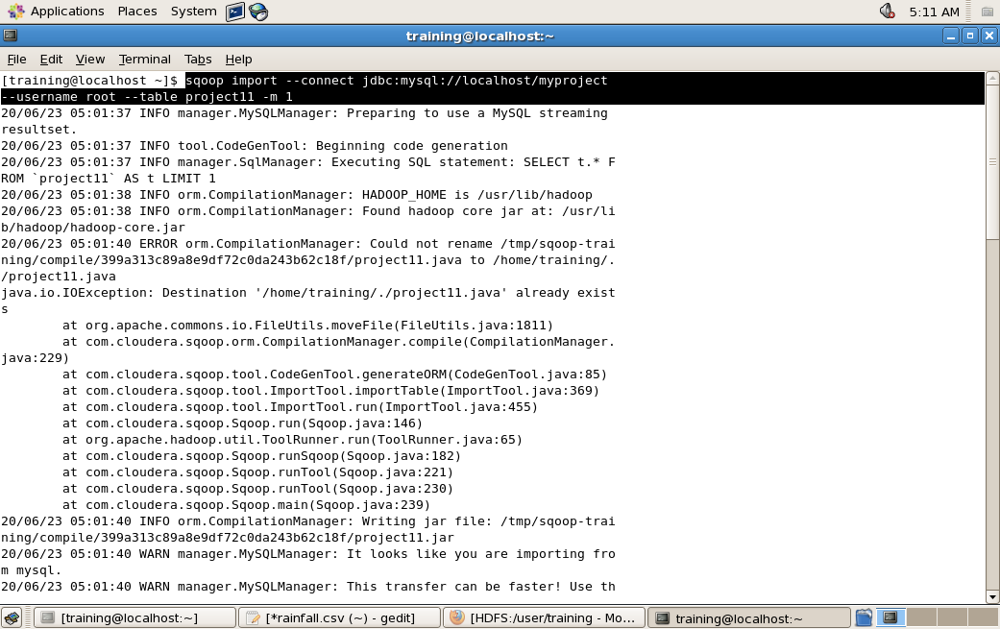 Applications Places System 5:11 AM
training@localhost:~
File Edit View Terminal Tabs Help
[training@localhost ~]$ sqoop import --connect jdbc:mysql://localhost/myproject
--username root --table project11 -m 1
20/06/23 05:01:37 INFO manager.MySQLManager: Preparing to use a MySQL streaming
resultset.
20/06/23 05:01:37 INFO tool.CodeGenTool: Beginning code generation
20/06/23 05:01:37 INFO manager.SqlManager: Executing SQL statement: SELECT t.* F
ROM `project11` AS t LIMIT 1
20/06/23 05:01:38 INFO orm.CompilationManager: HADOOP_HOME is /usr/lib/hadoop
20/06/23 05:01:38 INFO orm.CompilationManager: Found hadoop core jar at: /usr/li
b/hadoop/hadoop-core.jar
20/06/23 05:01:40 ERROR orm.CompilationManager: Could not rename /tmp/sqoop-trai
ning/compile/399a313c89a8e9df72c0da243b62c18f/project11.java to /home/training/.
/project11.java
java.io.IOException: Destination '/home/training/./project11.java' already exist
s
at org.apache.commons.io.FileUtils.moveFile(FileUtils.java:1811)
at com.cloudera.sqoop.orm.CompilationManager.compile(CompilationManager.
java:229)
at com.cloudera.sqoop.tool.CodeGenTool.generateORM(CodeGenTool.java:85)
at com.cloudera.sqoop.tool.ImportTool.importTable(ImportTool.java:369)
at com.cloudera.sqoop.tool.ImportTool.run(ImportTool.java:455)
at com.cloudera.sqoop.Sqoop.run(Sqoop.java:146)
at org.apache.hadoop.util.ToolRunner.run(ToolRunner.java:65)
at com.cloudera.sqoop.Sqoop.runSqoop(Sqoop.java:182)
at com.cloudera.sqoop.Sqoop.runTool(Sqoop.java:221)
at com.cloudera.sqoop.Sqoop.runTool(Sqoop.java:230)
at com.cloudera.sqoop.Sqoop.main(Sqoop.java:239)
20/06/23 05:01:40 INFO orm.CompilationManager: Writing jar file: /tmp/sqoop-trai
ning/compile/399a313c89a8e9df72c0da243b62c18f/project11.jar
20/06/23 05:01:40 WARN manager.MySQLManager: It looks like you are importing fro
m mysql.
20/06/23 05:01:40 WARN manager.MySQLManager: This transfer can be faster! Use th
[training@localhost:~] [*rainfall.csv (~) - gedit] [HDFS:/user/training - Mo... training@localhost:~